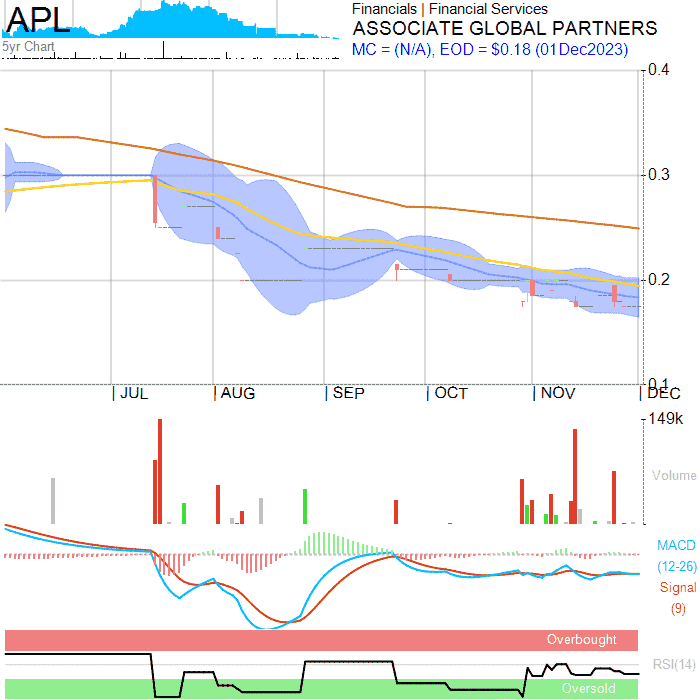 APL
5yr Chart
Financials | Financial Services
ASSOCIATE GLOBAL PARTNERS
MC = (N/A), EOD = $0.18 (01Dec2023)
0.4
0.3
0.2
0.1
JUL
AUG
SEP
OCT
NOV
DEC
149k
Volume
MACD
(12-26)
Signal
(9)
Overbought
RSI(14)
Oversold